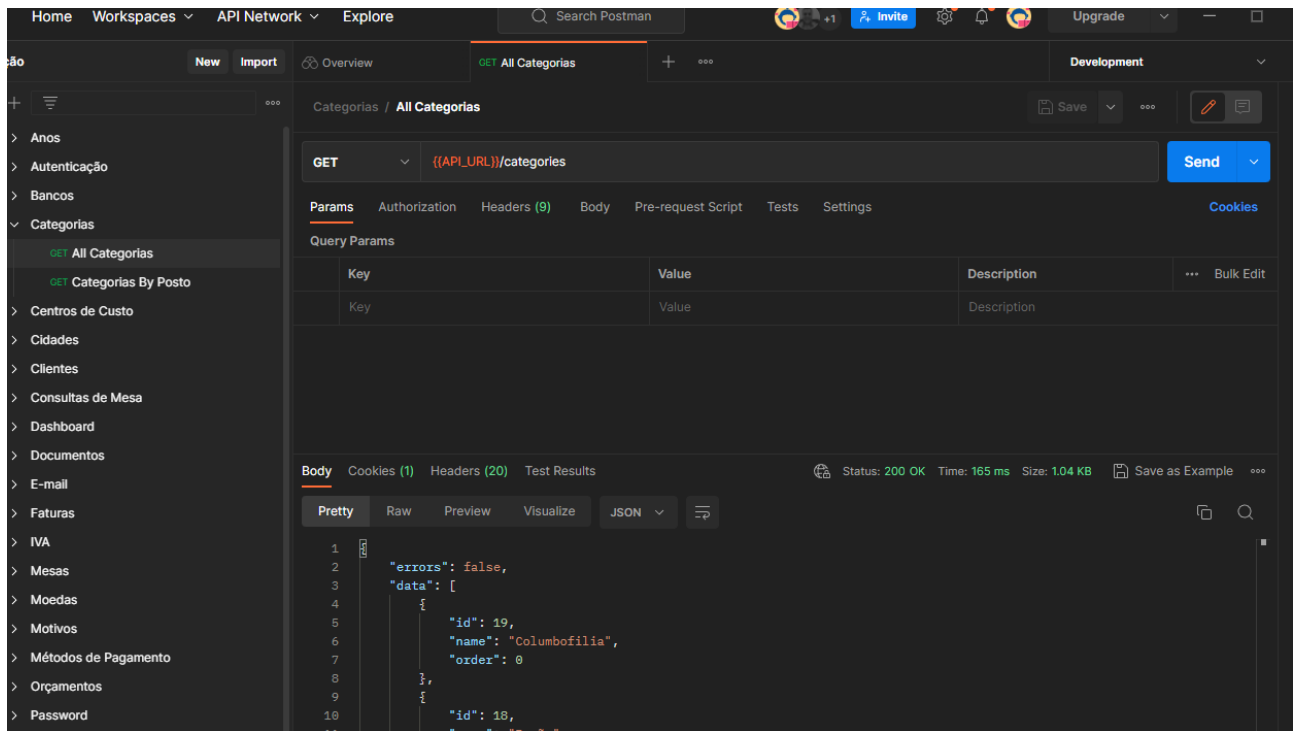 Home Workspaces API Network Explore Search Postman +1 Invite Upgrade
ção New Import
Overview GET All Categorias Development
Categorias / All Categorias Save
Anos
Autenticação
Bancos
Categorias
GET All Categorias
GET Categorias By Posto
Centros de Custo
Cidades
Clientes
Consultas de Mesa
Dashboard
Documentos
E-mail
Faturas
IVA
Mesas
Moedas
Motivos
Métodos de Pagamento
Orçamentos
Password
GET {{API_URL}}/categories Send
Params Authorization Headers (9) Body Pre-request Script Tests Settings Cookies
Query Params
Key Value Description Bulk Edit
Key Value Description
Body Cookies (1) Headers (20) Test Results Status: 200 OK Time: 165 ms Size: 1.04 KB Save as Example
Pretty Raw Preview Visualize JSON
1 {
2 "errors": false,
3 "data": [
4 {
5 "id": 19,
6 "name": "Columbofilia",
7 "order": 0
8 },
9 {
10 "id": 18,